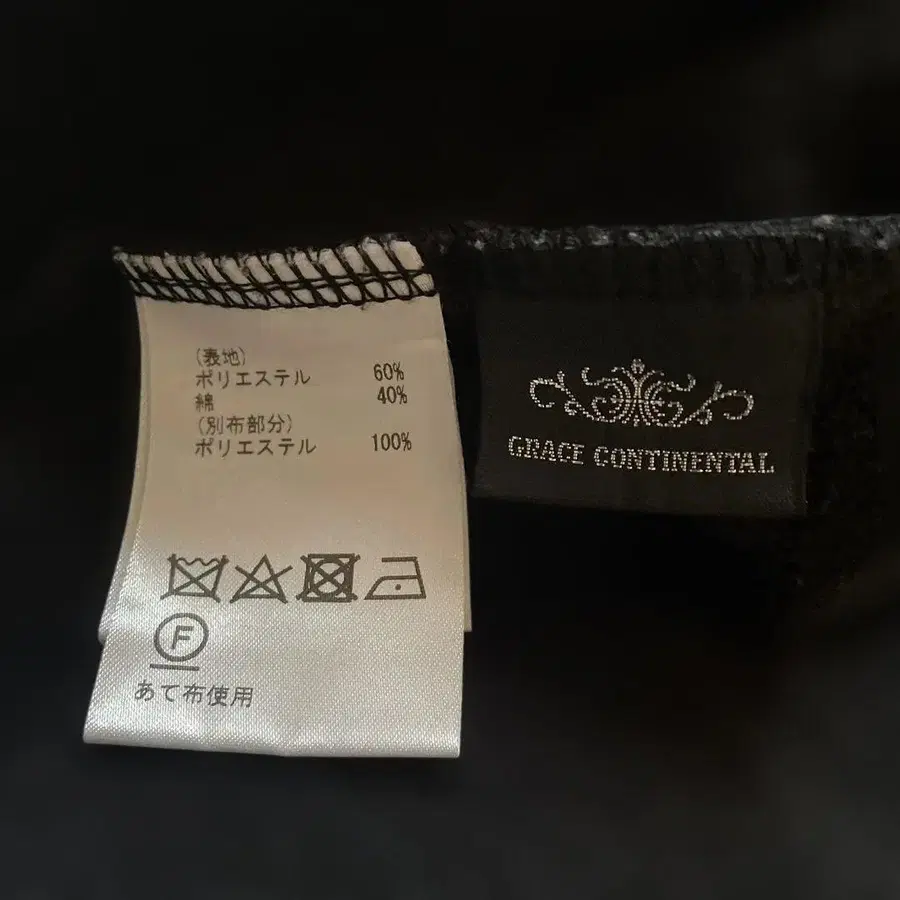 (表地)
ポリエステル 60%
綿 40%
(別布部分)
ポリエステル 100%
F
あて布使用
GRACE CONTINENTAL